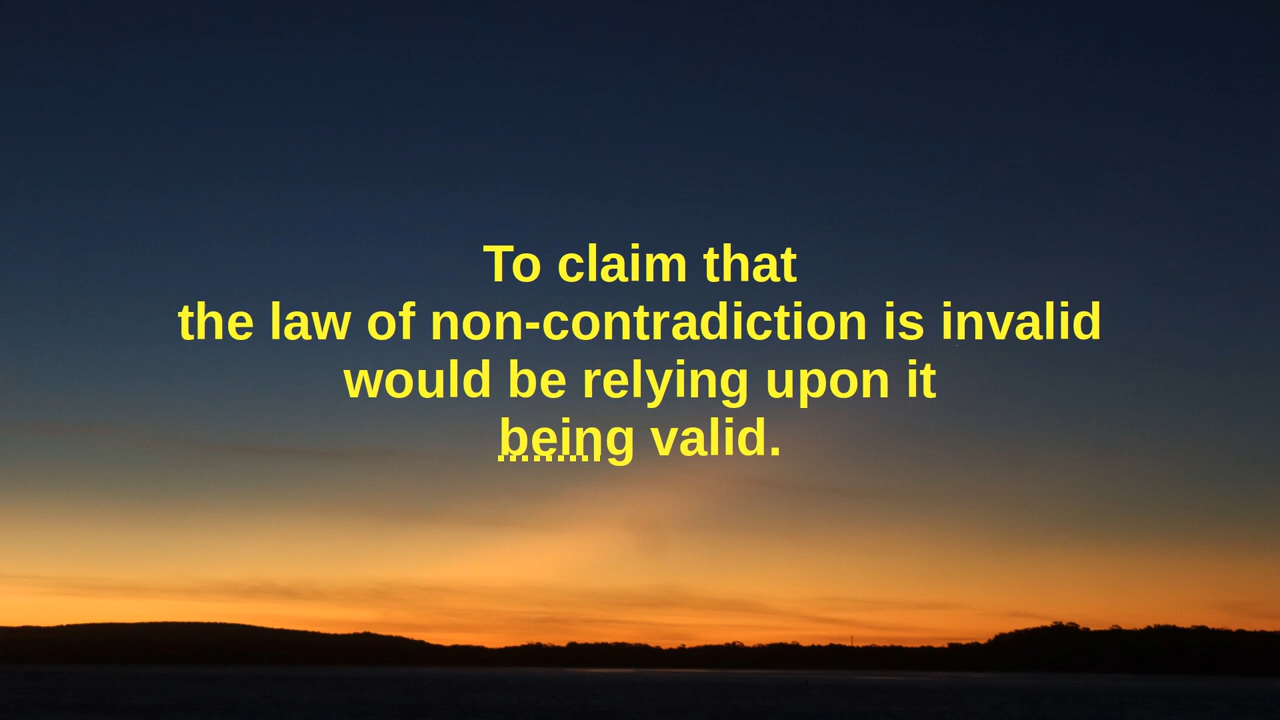 To claim that
the law of non-contradiction is invalid
would be relying upon it
being valid.